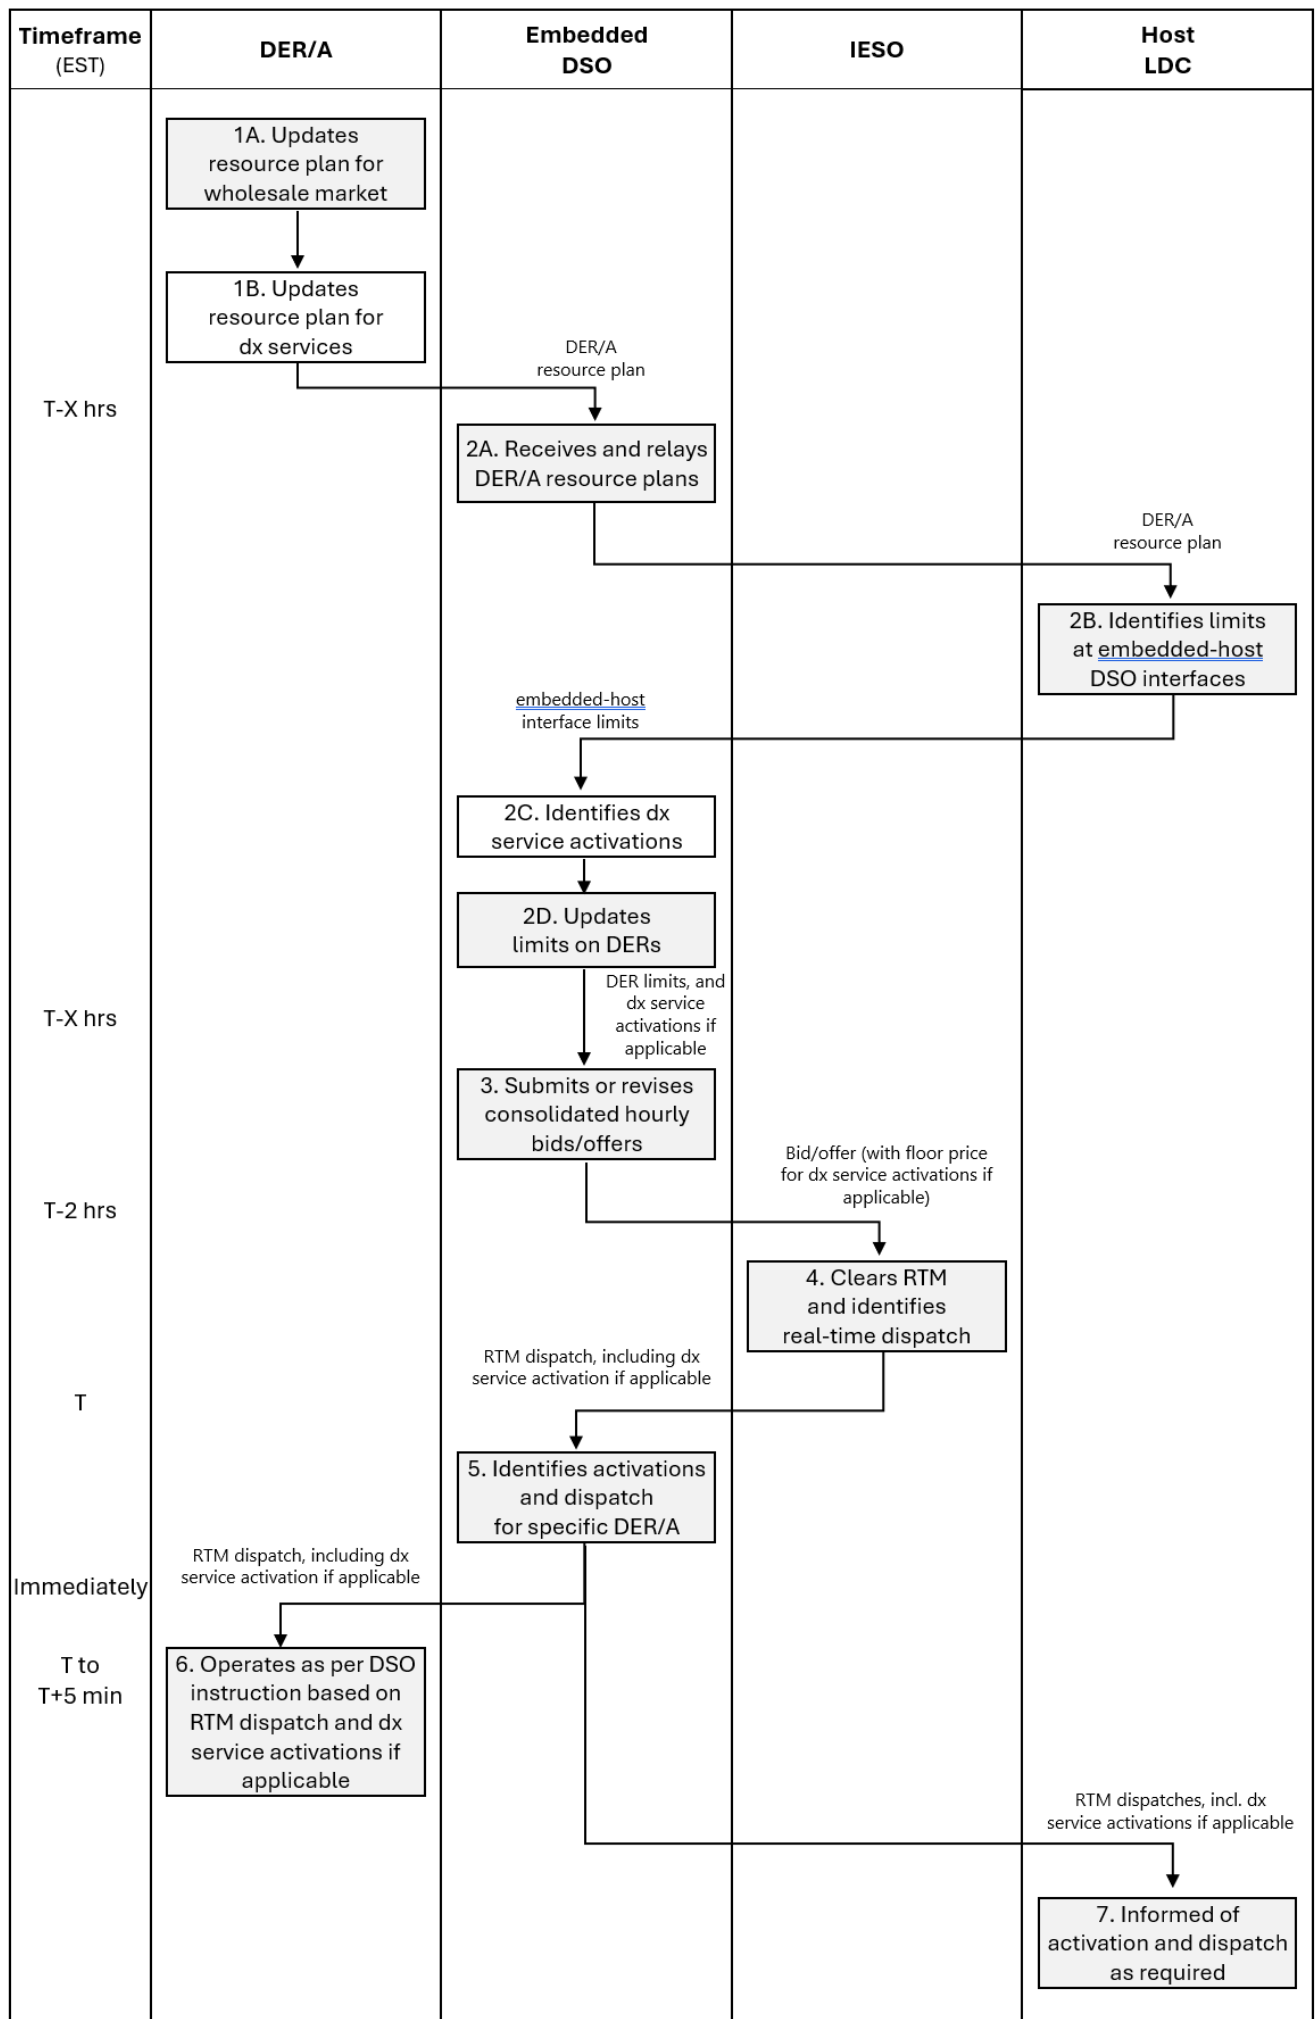 Timeframe
(EST)
DER/A
Embedded
DSO
IESO
Host
LDC
1A. Updates
resource plan for
wholesale market
1B. Updates
resource plan for
dx services
DER/A
resource plan
T-X hrs
2A. Receives and relays
DER/A resource plans
DER/A
resource plan
2B. Identifies limits
at embedded-host
DSO interfaces
embedded-host
interface limits
2C. Identifies dx
service activations
2D. Updates
limits on DERs
DER limits, and
dx service
activations if
applicable
T-X hrs
3. Submits or revises
consolidated hourly
bids/offers
Bid/offer (with floor price
for dx service activations if
applicable)
T-2 hrs
4. Clears RTM
and identifies
real-time dispatch
RTM dispatch, including dx
service activation if applicable
T
5. Identifies activations
and dispatch
for specific DER/A
RTM dispatch, including dx
service activation if applicable
Immediately
T to
T+5 min
6. Operates as per DSO
instruction based on
RTM dispatch and dx
service activations if
applicable
RTM dispatches, incl. dx
service activations if applicable
7. Informed of
activation and dispatch
as required